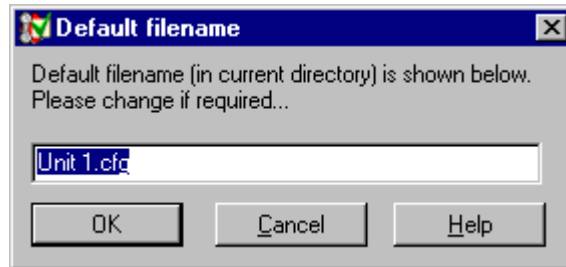 Default filename
Default filename (in current directory) is shown below.
Please change if required...
Unit 1.cfg
OK Cancel Help